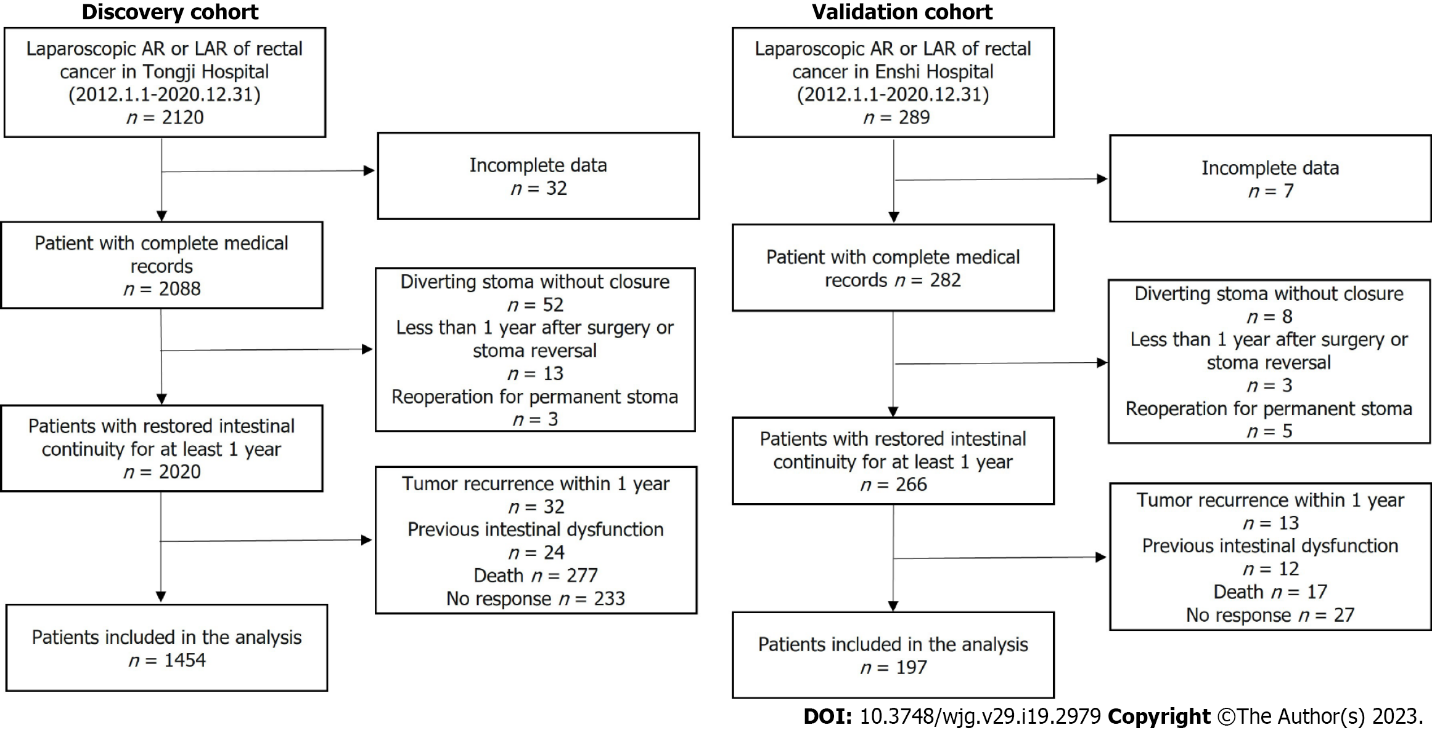 Discovery cohort
Laparoscopic AR or LAR of rectal
cancer in Tongji Hospital
(2012.1.1-2020.12.31)
n = 2120
Incomplete data
n = 32
Patient with complete medical
records
n = 2088
Diverting stoma without closure
n = 52
Less than 1 year after surgery or
stoma reversal
n = 13
Reoperation for permanent stoma
n = 3
Patients with restored intestinal
continuity for at least 1 year
n = 2020
Tumor recurrence within 1 year
n = 32
Previous intestinal dysfunction
n = 24
Death n = 277
No response n = 233
Patients included in the analysis
n = 1454
Validation cohort
Laparoscopic AR or LAR of rectal
cancer in Enshi Hospital
(2012.1.1-2020.12.31)
n = 289
Incomplete data
n = 7
Patient with complete medical
records n = 282
Diverting stoma without closure
n = 8
Less than 1 year after surgery or
stoma reversal
n = 3
Reoperation for permanent stoma
n = 5
Patients with restored intestinal
continuity for at least 1 year
n = 266
Tumor recurrence within 1 year
n = 13
Previous intestinal dysfunction
n = 12
Death n = 17
No response n = 27
Patients included in the analysis
n = 197
DOI: 10.3748/wjg.v29.i19.2979 Copyright ©The Author(s) 2023.